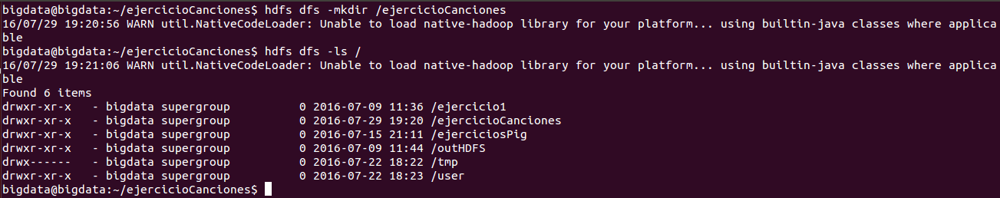 bigdata@bigdata:~/ejercicioCanciones$ hdfs dfs -mkdir /ejercicioCanciones
16/07/29 19:20:56 WARN util.NativeCodeLoader: Unable to load native-hadoop library for your platform... using builtin-java classes where applica
ble
bigdata@bigdata:~/ejercicioCanciones$ hdfs dfs -ls /
16/07/29 19:21:06 WARN util.NativeCodeLoader: Unable to load native-hadoop library for your platform... using builtin-java classes where applica
ble
Found 6 items
drwxr-xr-x   - bigdata supergroup          0 2016-07-09 11:36 /ejercicio1
drwxr-xr-x   - bigdata supergroup          0 2016-07-29 19:20 /ejercicioCanciones
drwxr-xr-x   - bigdata supergroup          0 2016-07-15 21:11 /ejerciciosPig
drwxr-xr-x   - bigdata supergroup          0 2016-07-09 11:44 /outHDFS
drwx------   - bigdata supergroup          0 2016-07-22 18:22 /tmp
drwxr-xr-x   - bigdata supergroup          0 2016-07-22 18:23 /user
bigdata@bigdata:~/ejercicioCanciones$